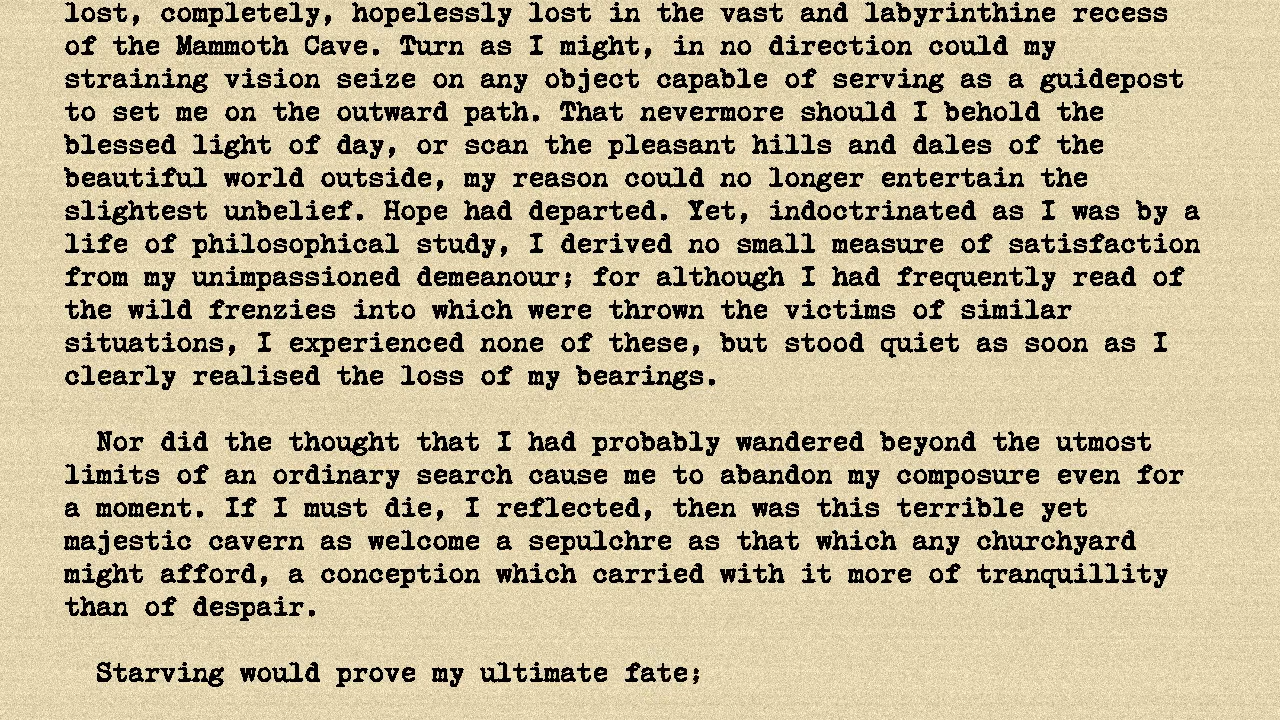 lost, completely, hopelessly lost in the vast and labyrinthine recess
of the Mammoth Cave. Turn as I might, in no direction could my
straining vision seize on any object capable of serving as a guidepost
to set me on the outward path. That nevermore should I behold the
blessed light of day, or scan the pleasant hills and dales of the
beautiful world outside, my reason could no longer entertain the
slightest unbelief. Hope had departed. Yet, indoctrinated as I was by a
life of philosophical study, I derived no small measure of satisfaction
from my unimpassioned demeanour; for although I had frequently read of
the wild frenzies into which were thrown the victims of similar
situations, I experienced none of these, but stood quiet as soon as I
clearly realised the loss of my bearings.
Nor did the thought that I had probably wandered beyond the utmost
limits of an ordinary search cause me to abandon my composure even for
a moment. If I must die, I reflected, then was this terrible yet
majestic cavern as welcome a sepulchre as that which any churchyard
might afford, a conception which carried with it more of tranquillity
than of despair.
Starving would prove my ultimate fate;